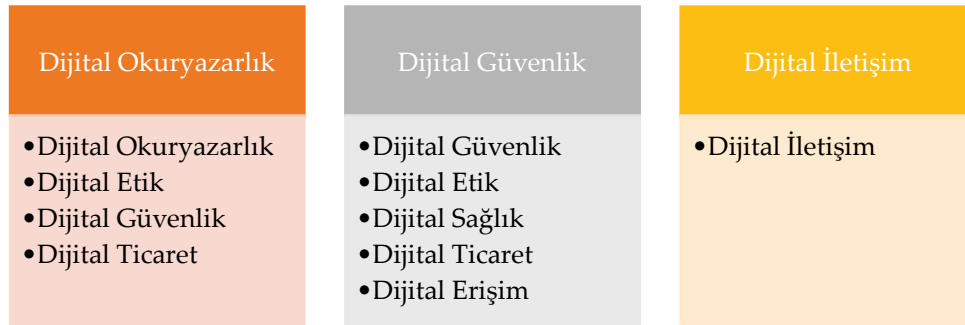 Dijital Okuryazarlık
•Dijital Okuryazarlık
•Dijital Etik
•Dijital Güvenlik
•Dijital Ticaret
Dijital Güvenlik
•Dijital Güvenlik
•Dijital Etik
•Dijital Sağlık
•Dijital Ticaret
•Dijital Erişim
Dijital İletişim
•Dijital İletişim